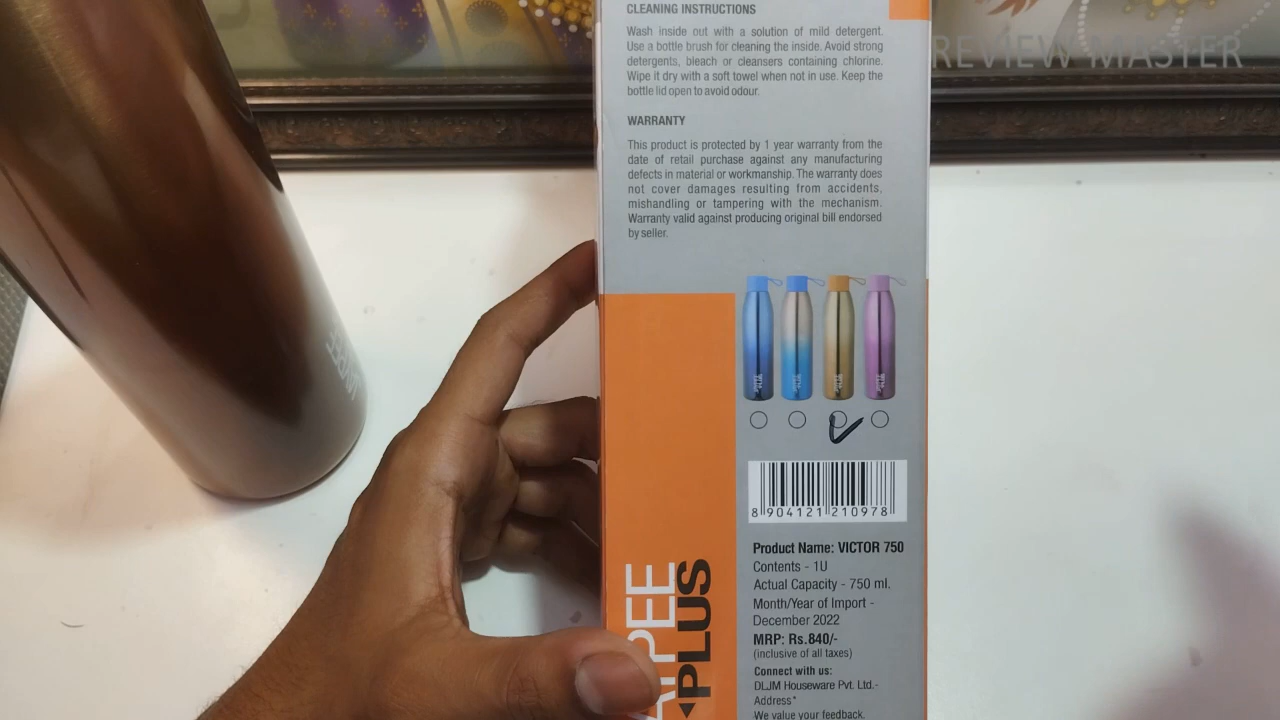 CLEANING INSTRUCTIONS
Wash inside out with a solution of mild detergent.
Use a bottle brush for cleaning the inside. Avoid strong
detergents, bleach or cleansers containing chlorine.
Wipe it dry with a soft towel when not in use. Keep the
bottle lid open to avoid odour.
WARRANTY
This product is protected by 1 year warranty from the
date of retail purchase against any manufacturing
defects in material or workmanship. The warranty does
not cover damages resulting from accidents,
mishandling or tampering with the mechanism.
Warranty valid against producing original bill endorsed
by seller.
8 904121 210978
Product Name: VICTOR 750
Contents - 1U
Actual Capacity - 750 ml.
Month/Year of Import -
December 2022
MRP: Rs.840/-
(inclusive of all taxes)
Connect with us:
DLJM Houseware Pvt. Ltd.-
Address*
We value your feedback.
PLUS
REVIEW MASTER